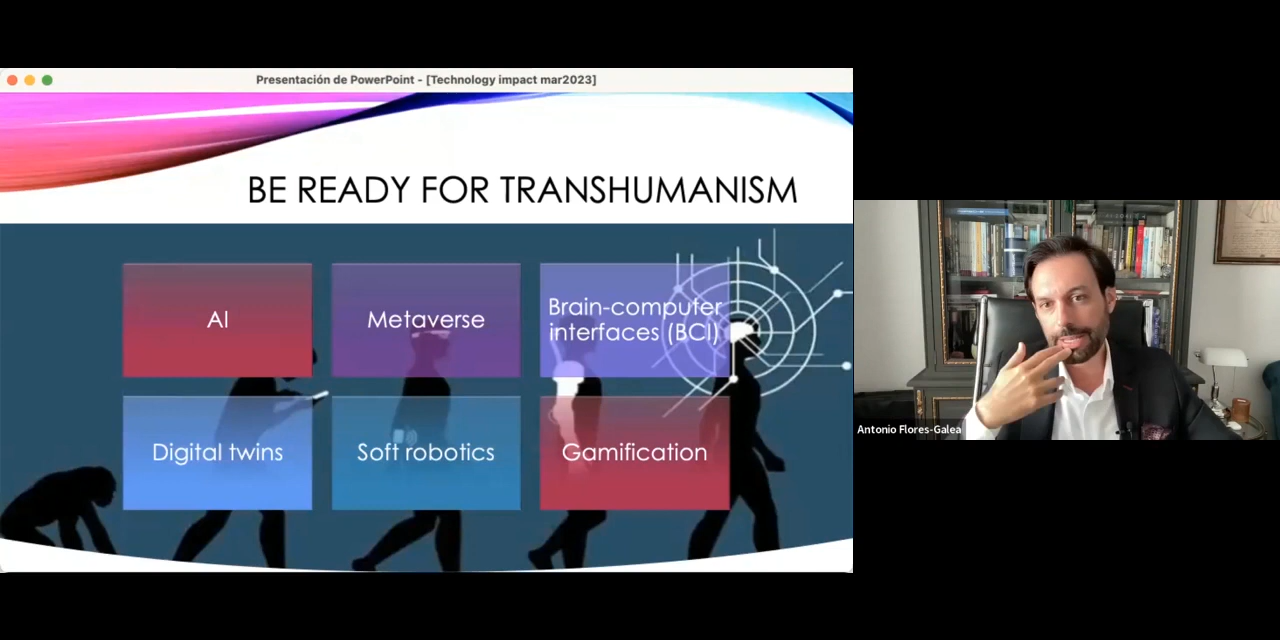 Presentación de PowerPoint - [Technology impact mar2023]
BE READY FOR TRANSHUMANISM
AI
Metaverse
Brain-computer
interfaces (BCI)
Digital twins
Soft robotics
Gamification
Antonio Flores-Galea